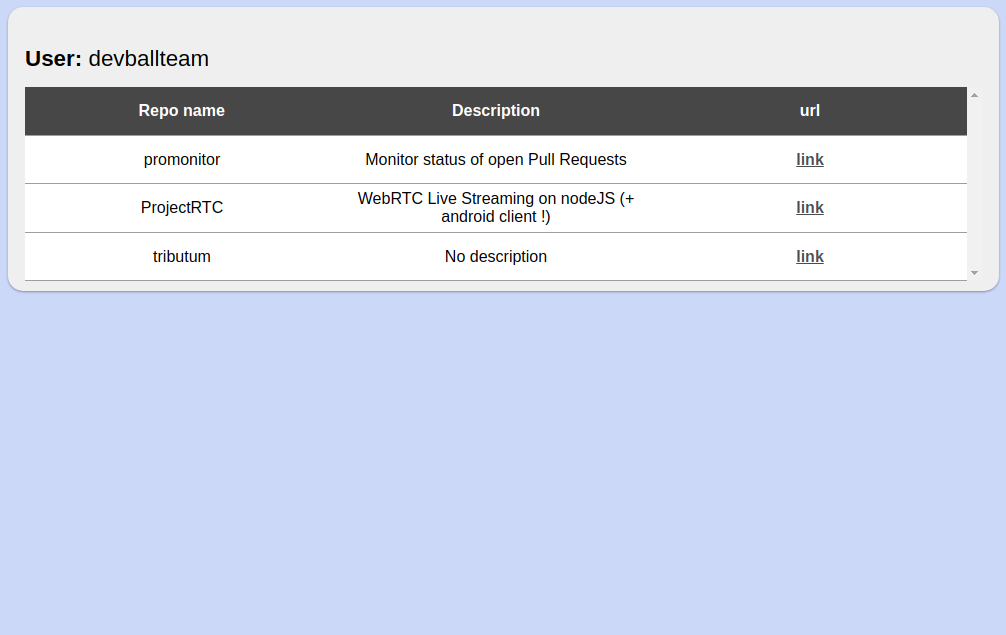 User: devballteam
Repo name Description url
promonitor Monitor status of open Pull Requests link
ProjectRTC WebRTC Live Streaming on nodeJS (+ android client !) link
tributum No description link